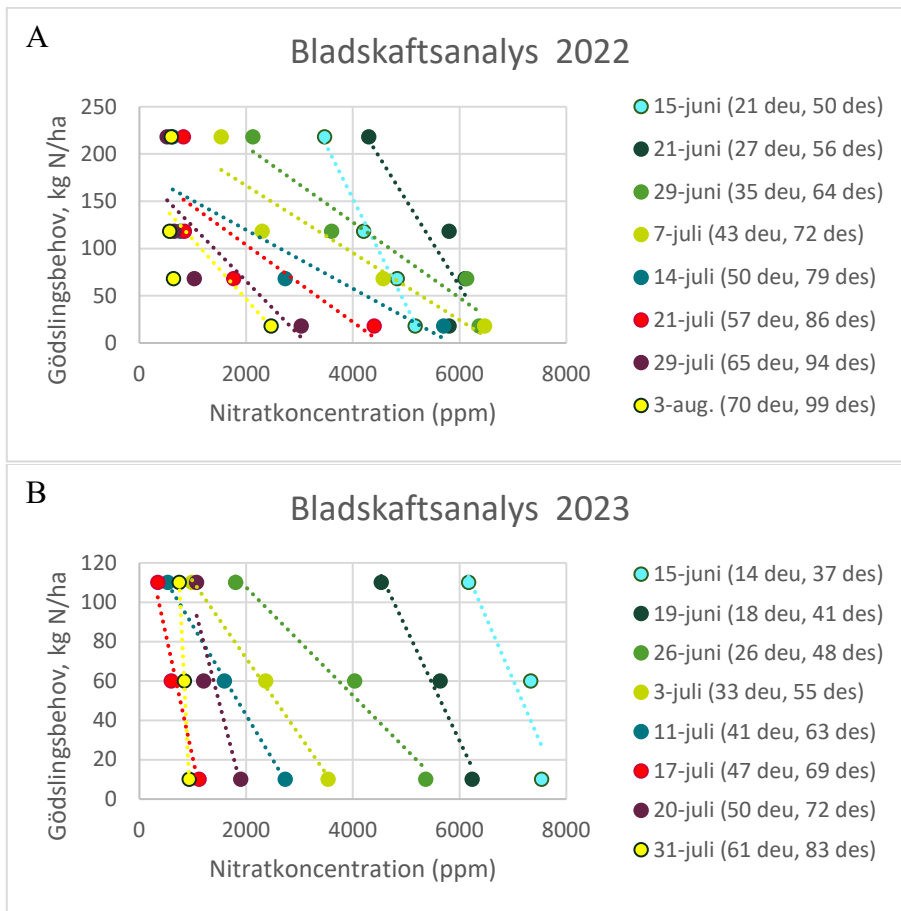 A
Bladskaftsanalys 2022
Gödslingsbehov, kg N/ha
250
200
150
100
50
0
0 2000 4000 6000 8000
Nitratkoncentration (ppm)
15-juni (21 deu, 50 des)
21-juni (27 deu, 56 des)
29-juni (35 deu, 64 des)
7-juli (43 deu, 72 des)
14-juli (50 deu, 79 des)
21-juli (57 deu, 86 des)
29-juli (65 deu, 94 des)
3-aug. (70 deu, 99 des)
B
Bladskaftsanalys 2023
Gödslingsbehov, kg N/ha
120
100
80
60
40
20
0
0 2000 4000 6000 8000
Nitratkoncentration (ppm)
15-juni (14 deu, 37 des)
19-juni (18 deu, 41 des)
26-juni (26 deu, 48 des)
3-juli (33 deu, 55 des)
11-juli (41 deu, 63 des)
17-juli (47 deu, 69 des)
20-juli (50 deu, 72 des)
31-juli (61 deu, 83 des)